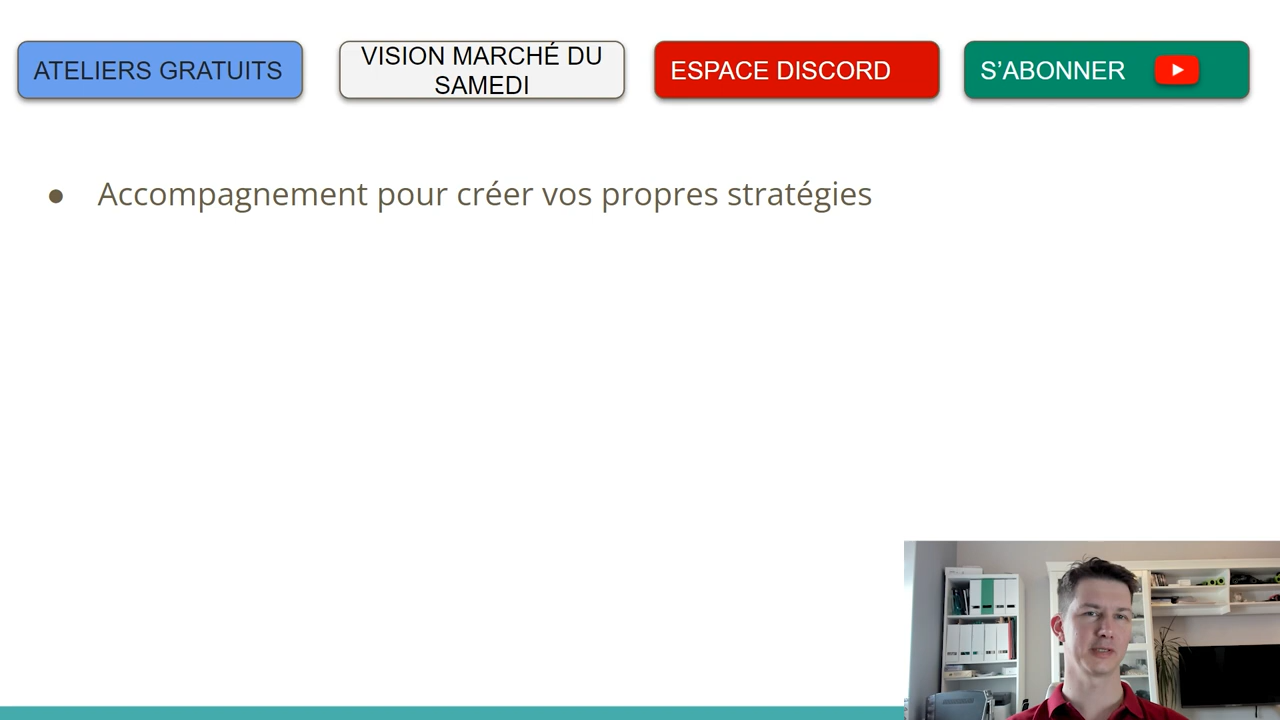 ATELIERS GRATUITS
VISION MARCHÉ DU
SAMEDI
ESPACE DISCORD
S’ABONNER
● Accompagnement pour créer vos propres stratégies